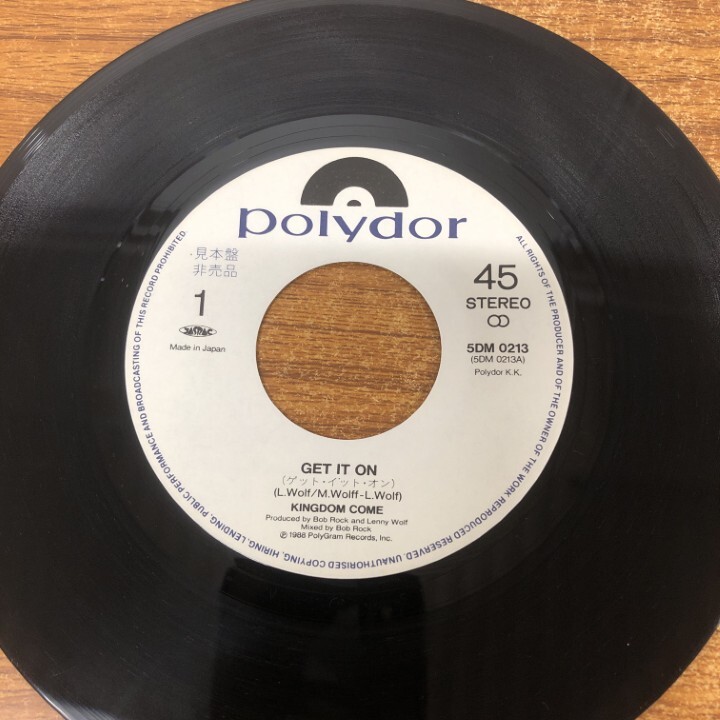 polydor
見本盤
非売品
1
JASRAC
Made in Japan
45
STEREO
5DM 0213
(5DM 0213A)
Polydor K.K.
GET IT ON
(ゲット・イット・オン)
(L.Wolf/M.Wolff-L.Wolf)
KINGDOM COME
Produced by Bob Rock and Lenny Wolf
Mixed by Bob Rock
℗ 1988 PolyGram Records, Inc.
ALL RIGHTS OF THE PRODUCER AND OF THE OWNER OF THE WORK REPRODUCED RESERVED. UNAUTHORISED COPYING, HIRING, LENDING, PUBLIC PERFORMANCE AND BROADCASTING OF THIS RECORD PROHIBITED